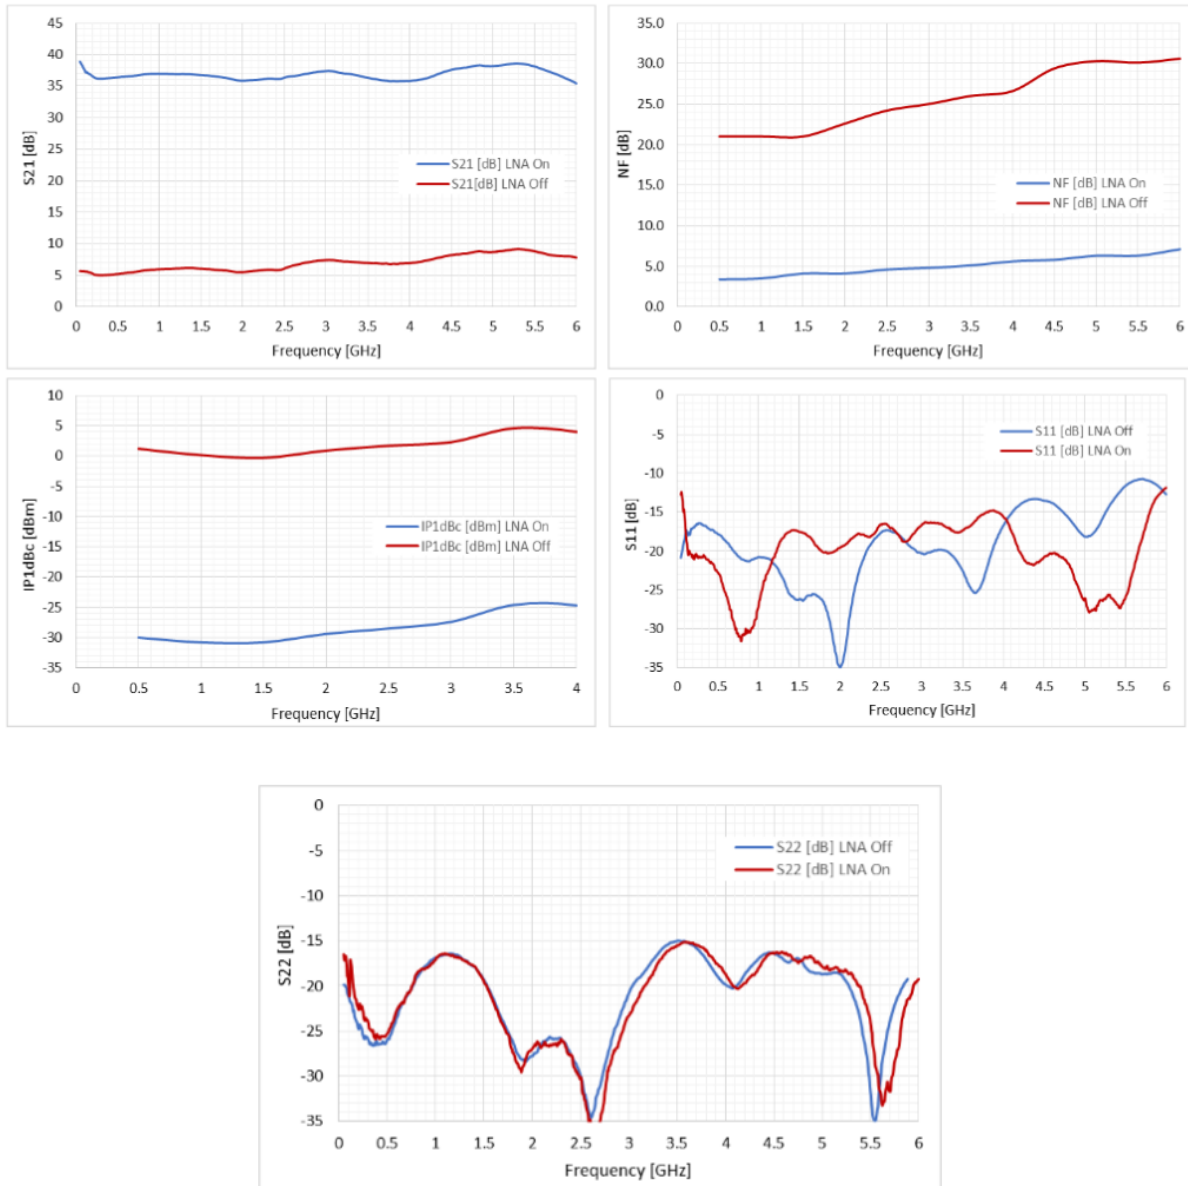 45
40
35
30
25
20
15
10
5
0
S21 [dB]
S21 [dB] LNA On
S21[dB] LNA Off
0 0.5 1 1.5 2 2.5 3 3.5 4 4.5 5 5.5 6
Frequency [GHz]
35.0
30.0
25.0
20.0
15.0
10.0
5.0
0.0
NF [dB]
NF [dB] LNA On
NF [dB] LNA Off
0 0.5 1 1.5 2 2.5 3 3.5 4 4.5 5 5.5 6
Frequency [GHz]
10
5
0
-5
-10
-15
-20
-25
-30
-35
IP1dBc [dBm]
IP1dBc [dBm] LNA On
IP1dBc [dBm] LNA Off
0 0.5 1 1.5 2 2.5 3 3.5 4
Frequency [GHz]
0
-5
-10
-15
-20
-25
-30
-35
S11 [dB]
S11 [dB] LNA Off
S11 [dB] LNA On
0 0.5 1 1.5 2 2.5 3 3.5 4 4.5 5 5.5 6
Frequency [GHz]
0
-5
-10
-15
-20
-25
-30
-35
S22 [dB]
S22 [dB] LNA Off
S22 [dB] LNA On
0 0.5 1 1.5 2 2.5 3 3.5 4 4.5 5 5.5 6
Frequency [GHz]